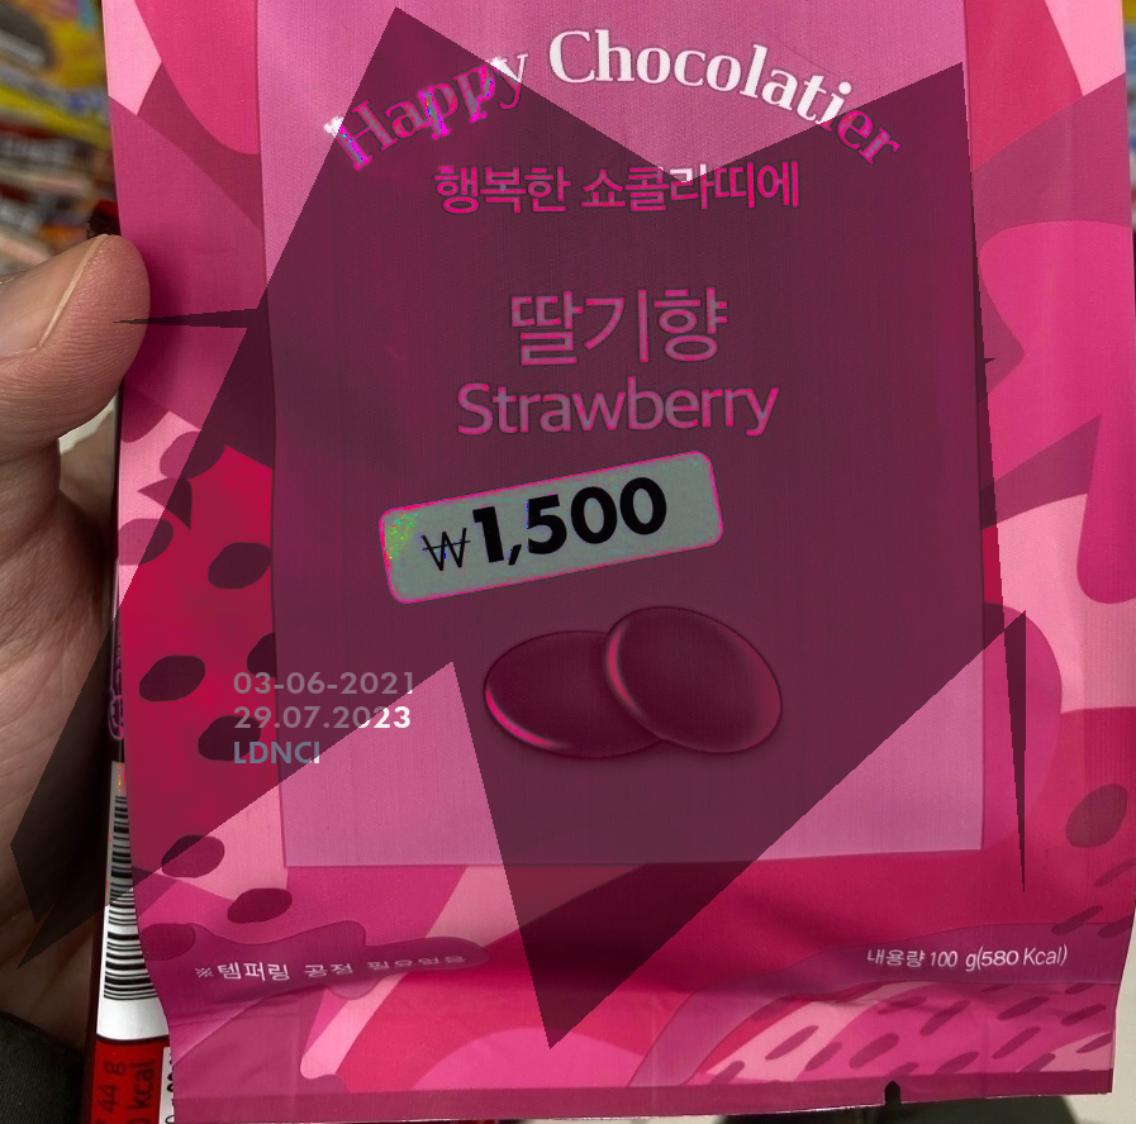 Happy Chocolatier
행복한 쇼콜라띠에
딸기향
Strawberry
₩1,500
03-06-2021
29.07.2023
LDNCI
※템퍼링 공정 필요없음
내용량 100 g(580 Kcal)
44 g
kcal